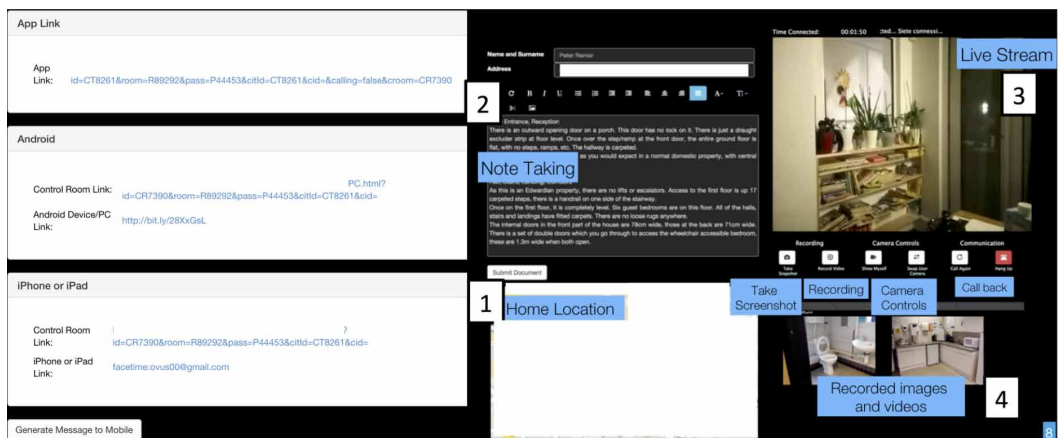 App Link
App
Link: id=CT8261&room=R89292&pass=P44453&citId=CT8261&cid=&calling=false&croom=CR7390
Android
Control Room Link: PC.html?
id=CR7390&room=R89292&pass=P44453&citId=CT8261&cid=
Android Device/PC
Link: http://bit.ly/28XxGsL
iPhone or iPad
Control Room ?
Link: id=CR7390&room=R89292&pass=P44453&citId=CT8261&cid=
iPhone or iPad
Link: facetime:ovus00@gmail.com
Generate Message to Mobile
Name and Surname Peter Remor
Address
2
Entrance, Reception
There is an outward opening door on a porch. This door has no lock on it. There is just a draught
excluder strip at floor level. Once over the step/ramp at the front door, the entire ground floor is
flat, with no steps, ramps, etc. The hallway is carpeted.
as you would expect in a normal domestic property, with central
Note Taking
As this is an Edwardian property, there are no lifts or escalators. Access to the first floor is up 17
carpeted steps, there is a handrail on one side of the stairway.
Once on the first floor, it is completely level. Six guest bedrooms are on this floor. All of the halls,
stairs and landings have fitted carpets. There are no loose rugs anywhere.
The internal doors in the front part of the house are 76cm wide, those at the back are 71cm wide.
There is a set of double doors which you go through to access the wheelchair accessible bedroom,
these are 1.3m wide when both open.
Submit Document
1
Home Location
Time Connected: 00:01:50 :ted... Siete connessi...
Live Stream
3
Recording Camera Controls Communication
Take Snapshot Record Video Show Myself Swap User Camera Call Again Hang Up
Take
Screenshot
Recording
Camera
Controls
Call back
Recorded images
and videos
4
8